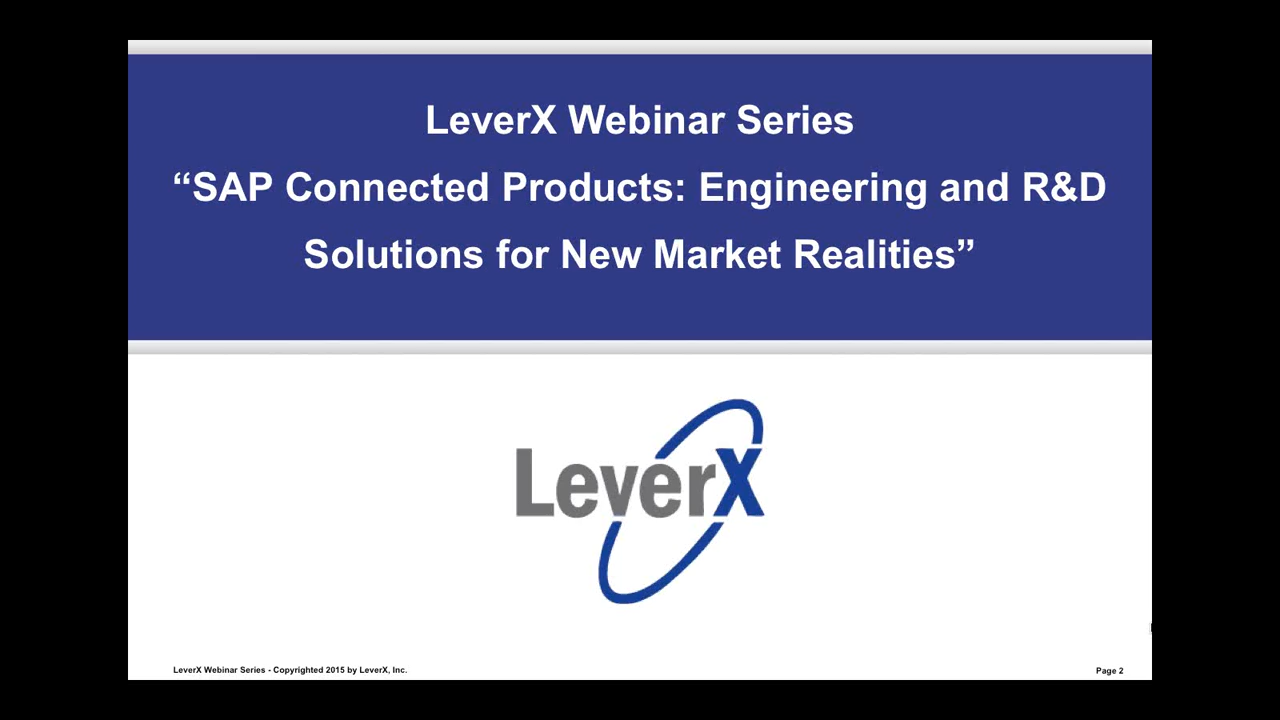 LeverX Webinar Series
“SAP Connected Products: Engineering and R&D
Solutions for New Market Realities”
LeverX
LeverX Webinar Series - Copyrighted 2015 by LeverX, Inc.
Page 2